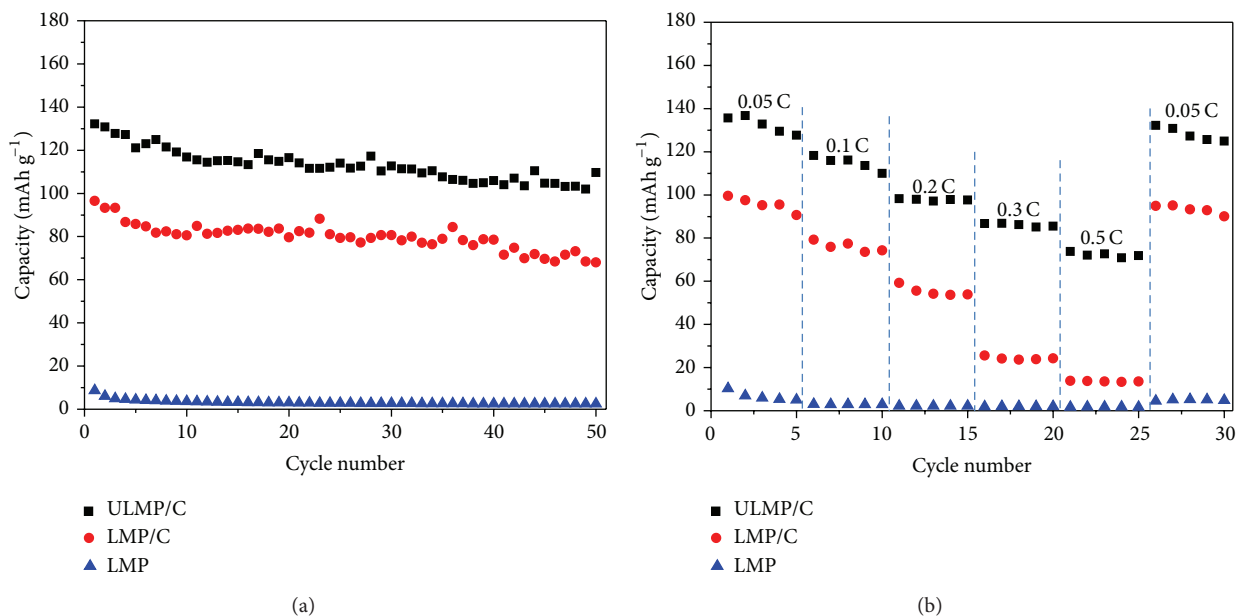 180
160
140
120
100
80
60
40
20
0
Capacity (mAh g⁻¹)
0 10 20 30 40 50
Cycle number
ULMP/C
LMP/C
LMP
(a)
180
160
140
120
100
80
60
40
20
0
Capacity (mAh g⁻¹)
0.05 C
0.1 C
0.2 C
0.3 C
0.5 C
0.05 C
0 5 10 15 20 25 30
Cycle number
ULMP/C
LMP/C
LMP
(b)